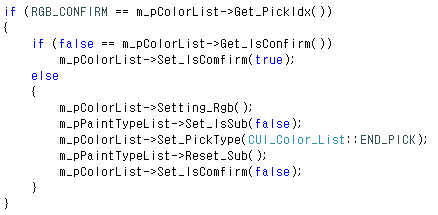 if (RGB_CONFIRM == m_pColorList->Get_PickIdx())
{
    if (false == m_pColorList->Get_IsConfirm())
        m_pColorList->Set_IsComfirm(true);
    else
    {
        m_pColorList->Setting_Rgb();
        m_pPaintTypeList->Set_IsSub(false);
        m_pColorList->Set_PickType(CUI_Color_List::END_PICK);
        m_pPaintTypeList->Reset_Sub();
        m_pColorList->Set_IsComfirm(false);
    }
}